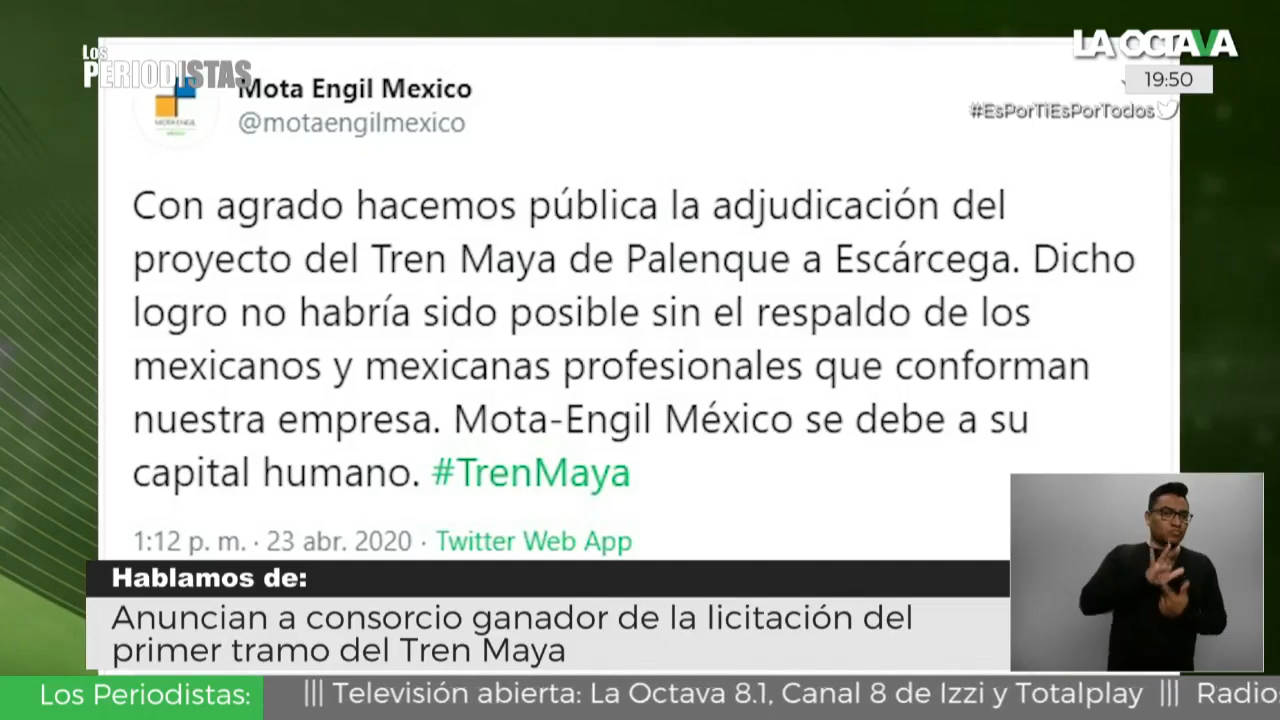 Los
PERIODISTAS
LA OCTAVA
19:50
#EsPorTiEsPorTodos
MOTA ENGIL
Mota Engil Mexico
@motaengilmexico
Con agrado hacemos pública la adjudicación del
proyecto del Tren Maya de Palenque a Escárcega. Dicho
logro no habría sido posible sin el respaldo de los
mexicanos y mexicanas profesionales que conforman
nuestra empresa. Mota-Engil México se debe a su
capital humano. #TrenMaya
1:12 p. m. · 23 abr. 2020 · Twitter Web App
Hablamos de:
Anuncian a consorcio ganador de la licitación del
primer tramo del Tren Maya
Los Periodistas: ||| Televisión abierta: La Octava 8.1, Canal 8 de Izzi y Totalplay ||| Radio